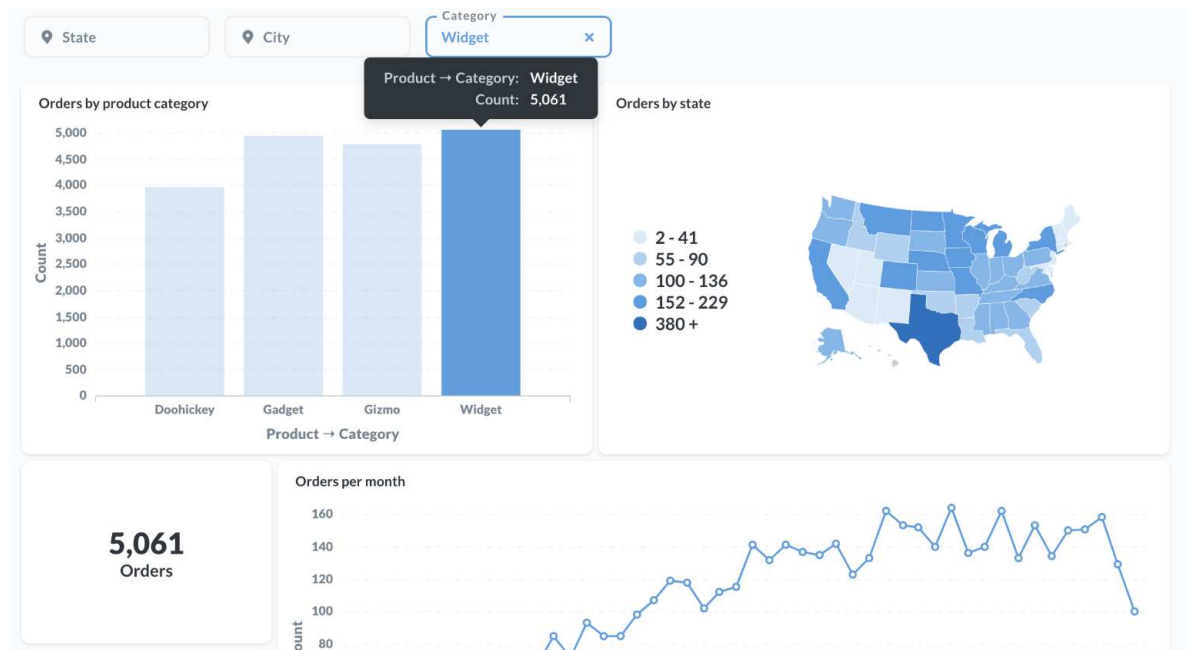 State
City
Category
Widget
Product → Category: Widget
Count: 5,061
Orders by product category
5,000
4,500
4,000
3,500
3,000
2,500
2,000
1,500
1,000
500
0
Count
Doohickey
Gadget
Gizmo
Widget
Product → Category
Orders by state
2 - 41
55 - 90
100 - 136
152 - 229
380 +
5,061
Orders
Orders per month
160
140
120
100
80